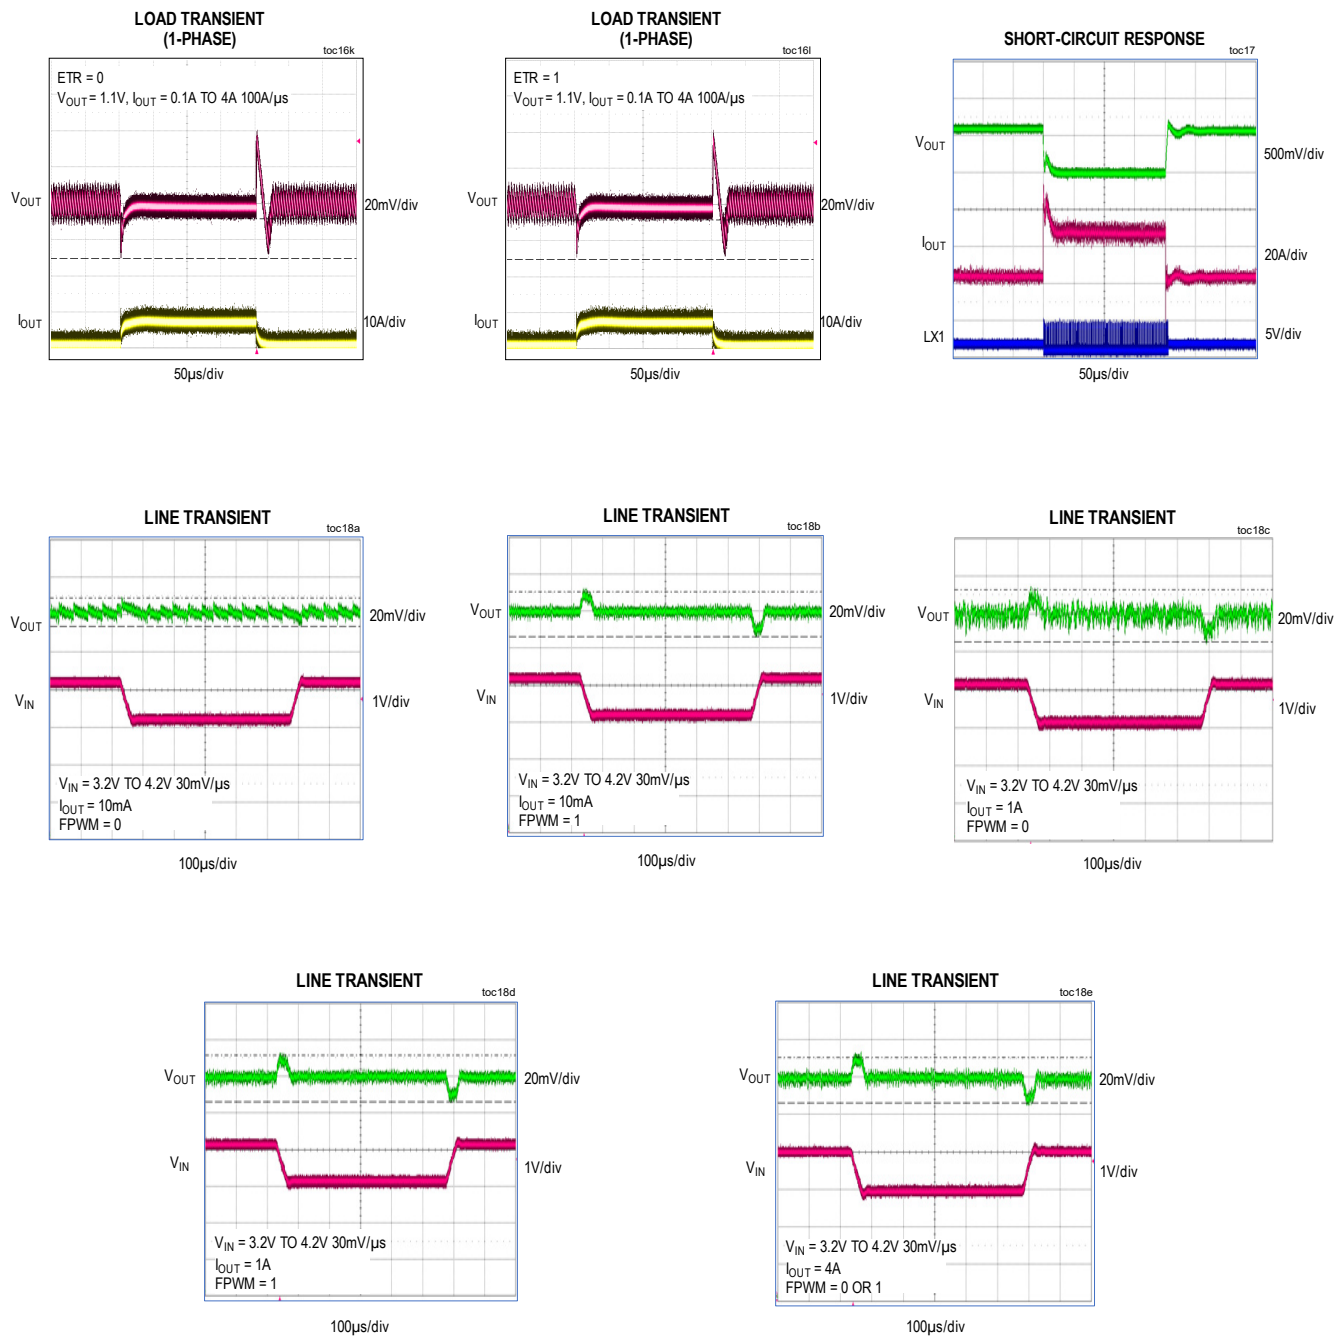 LOAD TRANSIENT
(1-PHASE)
toc16k
ETR = 0
VOUT = 1.1V, IOUT = 0.1A TO 4A 100A/µs
VOUT
20mV/div
IOUT
10A/div
50µs/div
LOAD TRANSIENT
(1-PHASE)
toc16l
ETR = 1
VOUT = 1.1V, IOUT = 0.1A TO 4A 100A/µs
VOUT
20mV/div
IOUT
10A/div
50µs/div
SHORT-CIRCUIT RESPONSE
toc17
VOUT
500mV/div
IOUT
20A/div
LX1
5V/div
50µs/div
LINE TRANSIENT
toc18a
VOUT
20mV/div
VIN
1V/div
VIN = 3.2V TO 4.2V 30mV/µs
IOUT = 10mA
FPWM = 0
100µs/div
LINE TRANSIENT
toc18b
VOUT
20mV/div
VIN
1V/div
VIN = 3.2V TO 4.2V 30mV/µs
IOUT = 10mA
FPWM = 1
100µs/div
LINE TRANSIENT
toc18c
VOUT
20mV/div
VIN
1V/div
VIN = 3.2V TO 4.2V 30mV/µs
IOUT = 1A
FPWM = 0
100µs/div
LINE TRANSIENT
toc18d
VOUT
20mV/div
VIN
1V/div
VIN = 3.2V TO 4.2V 30mV/µs
IOUT = 1A
FPWM = 1
100µs/div
LINE TRANSIENT
toc18e
VOUT
20mV/div
VIN
1V/div
VIN = 3.2V TO 4.2V 30mV/µs
IOUT = 4A
FPWM = 0 OR 1
100µs/div